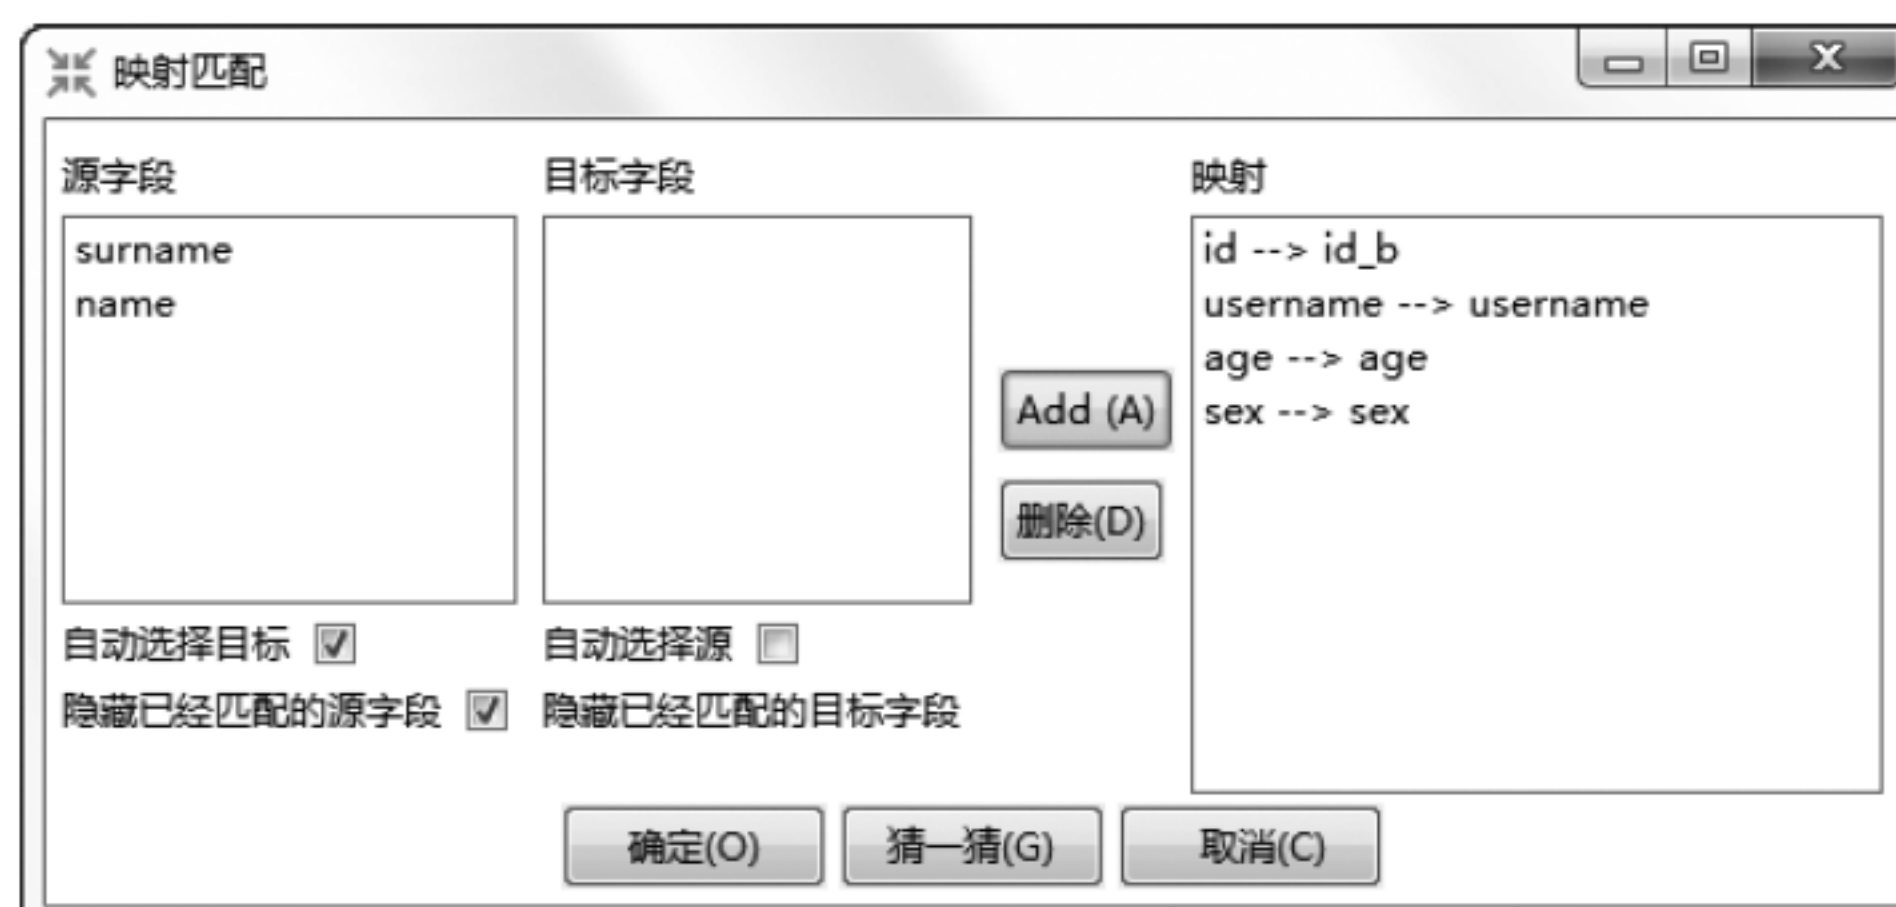 映射匹配
源字段
目标字段
映射
surname
name
id --> id_b
username --> username
age --> age
sex --> sex
Add (A)
删除(D)
自动选择目标
自动选择源
隐藏已经匹配的源字段
隐藏已经匹配的目标字段
确定(O)
猜一猜(G)
取消(C)